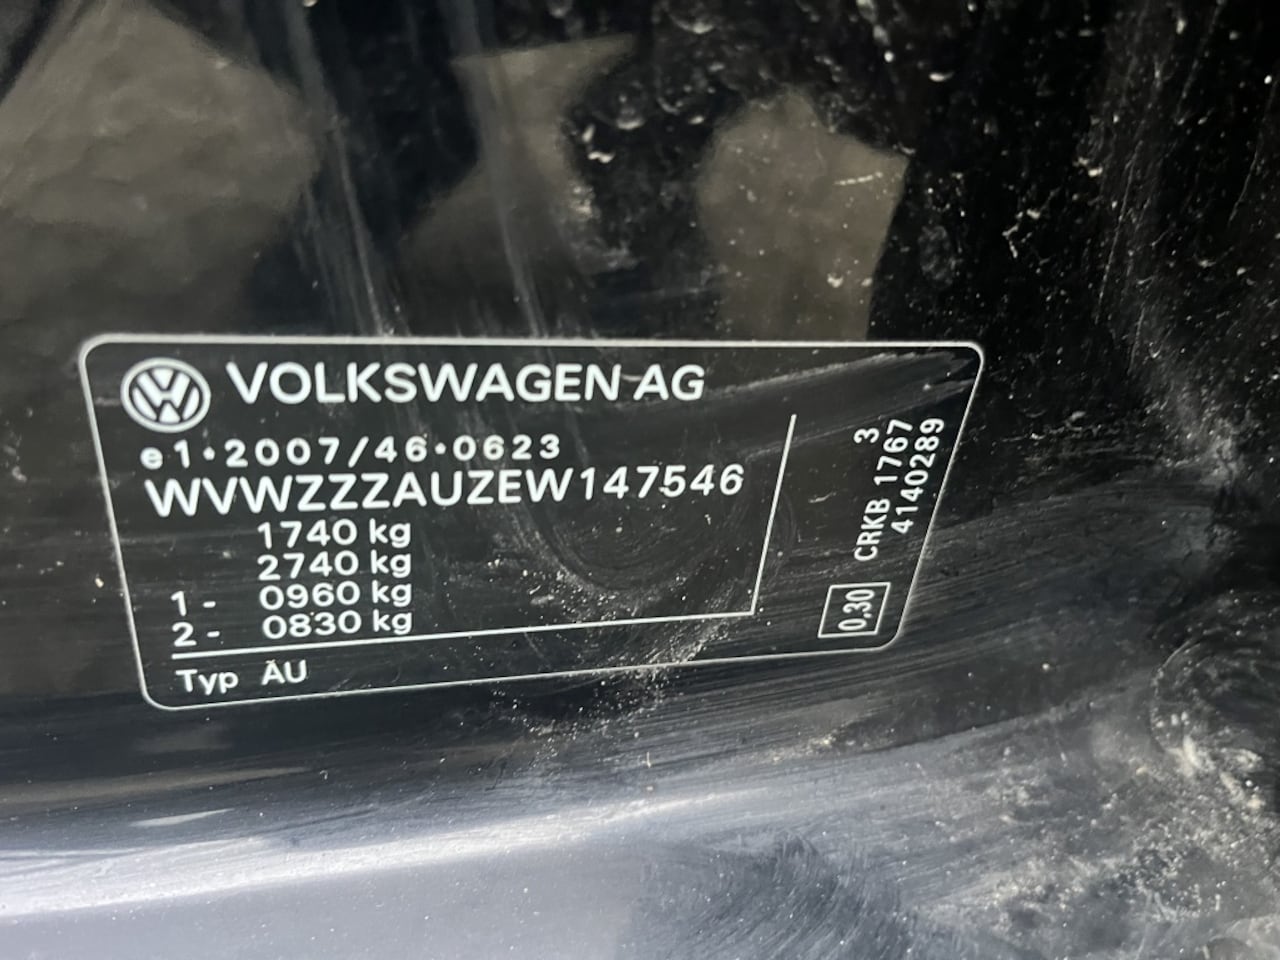 VOLKSWAGEN AG
e1*2007/46*0623
WVWZZZAUZEW147546
1740 kg
2740 kg
1 - 0960 kg
2 - 0830 kg
Typ AU
3
CRKB 1767
4140289
0,30